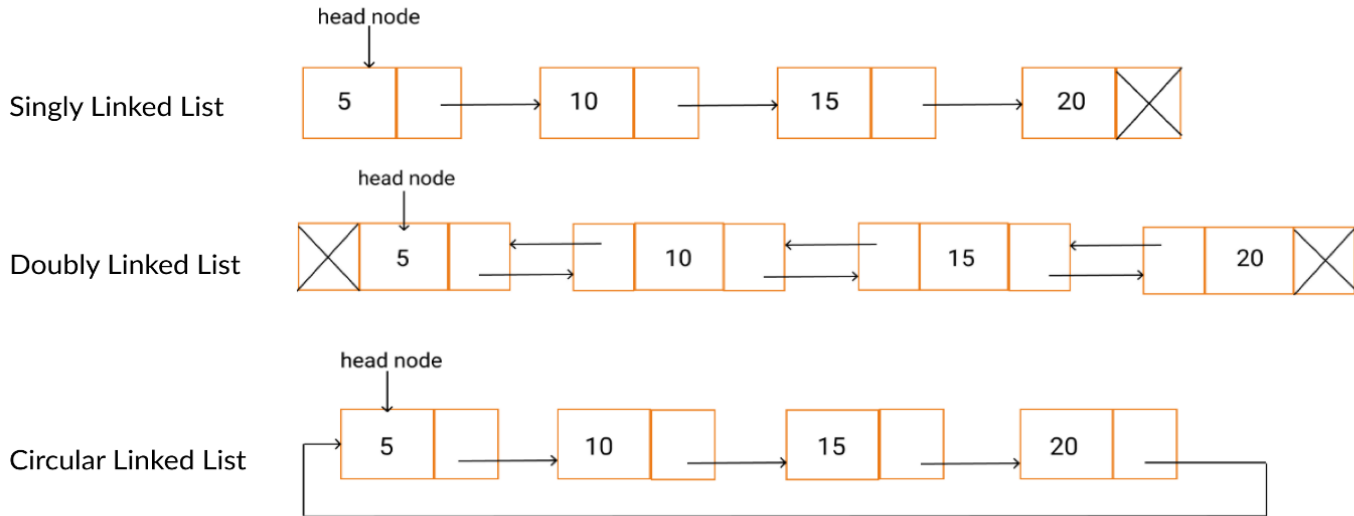 head node
Singly Linked List 5 10 15 20
head node
Doubly Linked List 5 10 15 20
head node
Circular Linked List 5 10 15 20